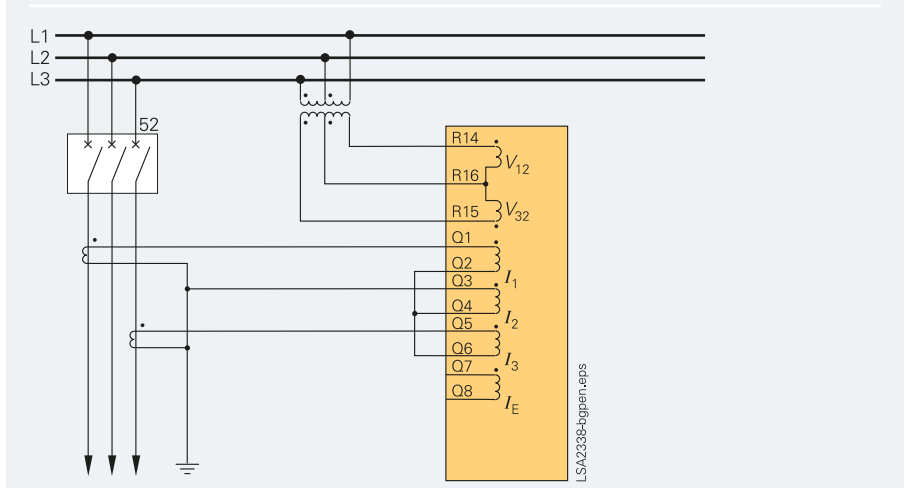 L1
L2
L3
52
R14
V12
R16
R15
V32
Q1
Q2
I1
Q3
Q4
I2
Q5
Q6
I3
Q7
Q8
IE
LSA2338-bgpen.eps